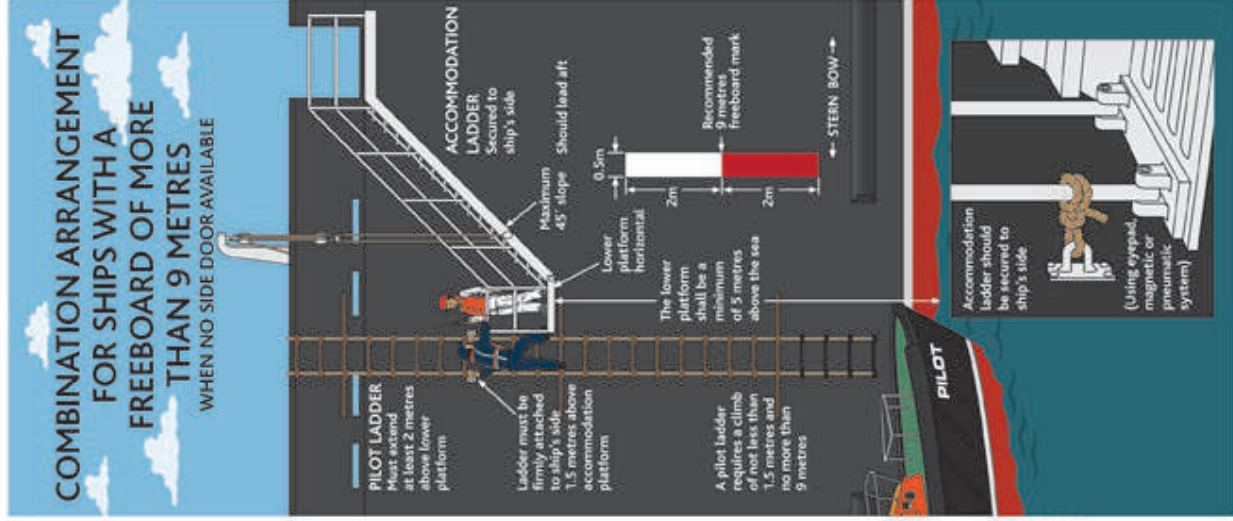 COMBINATION ARRANGEMENT
FOR SHIPS WITH A
FREEBOARD OF MORE
THAN 9 METRES
WHEN NO SIDE DOOR AVAILABLE
PILOT LADDER
Must extend
at least 2 metres
above lower
platform
Ladder must be
firmly attached
to ship's side
1.5 metres above
accommodation
platform
A pilot ladder
requires a climb
of not less than
1.5 metres and
no more than
9 metres
ACCOMMODATION
LADDER
Secured to
ship's side
Should lead aft
Maximum
45˚ slope
Lower
platform
horizontal
The lower
platform
shall be a
minimum
of 5 metres
above the sea
0.5m
2m
2m
Recommended
9 metres
freeboard mark
STERN BOW
PILOT
Accommodation
ladder should
be secured to
ship's side
(Using eyepad,
magnetic or
pneumatic
system)